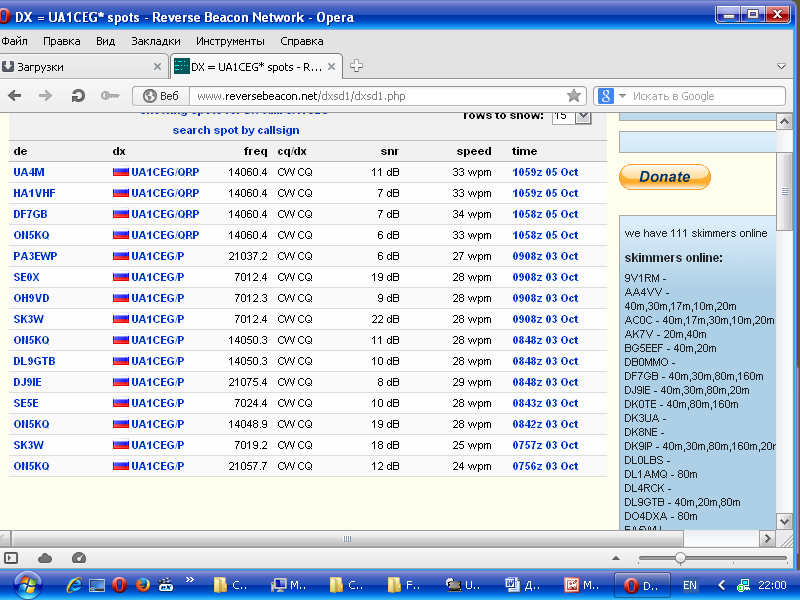 DX = UA1CEG* spots - Reverse Beacon Network - Opera
Файл Правка Вид Закладки Инструменты Справка
Загрузки DX = UA1CEG* spots - R...
Веб www.reversebeacon.net/dxsd1/dxsd1.php Искать в Google
rows to show: 15
search spot by callsign
de dx freq cq/dx snr speed time
UA4M UA1CEG/QRP 14060.4 CW CQ 11 dB 33 wpm 1059z 05 Oct
HA1VHF UA1CEG/QRP 14060.4 CW CQ 7 dB 33 wpm 1059z 05 Oct
DF7GB UA1CEG/QRP 14060.4 CW CQ 7 dB 34 wpm 1058z 05 Oct
ON5KQ UA1CEG/QRP 14060.4 CW CQ 6 dB 33 wpm 1058z 05 Oct
PA3EWP UA1CEG/P 21037.2 CW CQ 6 dB 27 wpm 0908z 03 Oct
SE0X UA1CEG/P 7012.4 CW CQ 19 dB 28 wpm 0908z 03 Oct
OH9VD UA1CEG/P 7012.3 CW CQ 9 dB 28 wpm 0908z 03 Oct
SK3W UA1CEG/P 7012.4 CW CQ 22 dB 28 wpm 0908z 03 Oct
ON5KQ UA1CEG/P 14050.3 CW CQ 11 dB 28 wpm 0848z 03 Oct
DL9GTB UA1CEG/P 14050.3 CW CQ 10 dB 28 wpm 0848z 03 Oct
DJ9IE UA1CEG/P 21075.4 CW CQ 8 dB 29 wpm 0848z 03 Oct
SE5E UA1CEG/P 7024.4 CW CQ 10 dB 28 wpm 0843z 03 Oct
ON5KQ UA1CEG/P 14048.9 CW CQ 19 dB 28 wpm 0842z 03 Oct
SK3W UA1CEG/P 7019.2 CW CQ 18 dB 25 wpm 0757z 03 Oct
ON5KQ UA1CEG/P 21057.7 CW CQ 12 dB 24 wpm 0756z 03 Oct
Donate
we have 111 skimmers online
skimmers online:
9V1RM -
AA4VV -
40m,30m,17m,10m,20m
AC0C - 40m,17m,30m,10m,20m
AK7V - 20m,40m
BG5EEF - 40m,20m
DB0MMO -
DF7GB - 40m,30m,80m,160m
DJ9IE - 40m,30m,80m,20m
DK0TE - 40m,80m,160m
DK3UA -
DK8NE -
DK9IP - 40m,30m,80m,160m,20m
DL0LBS -
DL1AMQ - 80m
DL4RCK -
DL9GTB - 40m,20m,80m
DO4DXA - 80m
С... М... С... F... U... Д... М... D... EN 22:00